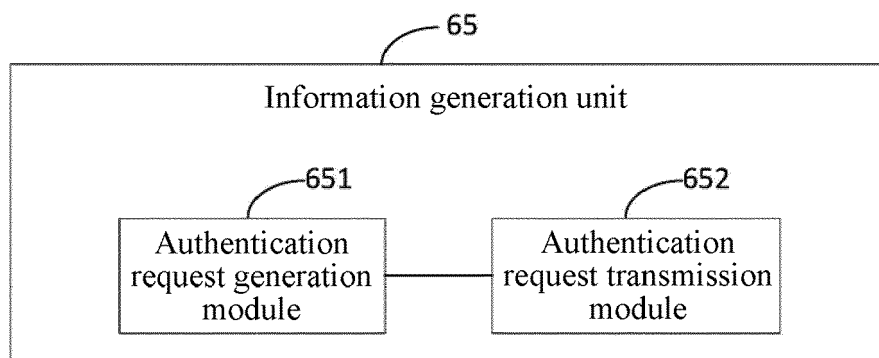 65
Information generation unit
651
652
Authentication
request generation
module
Authentication
request transmission
module